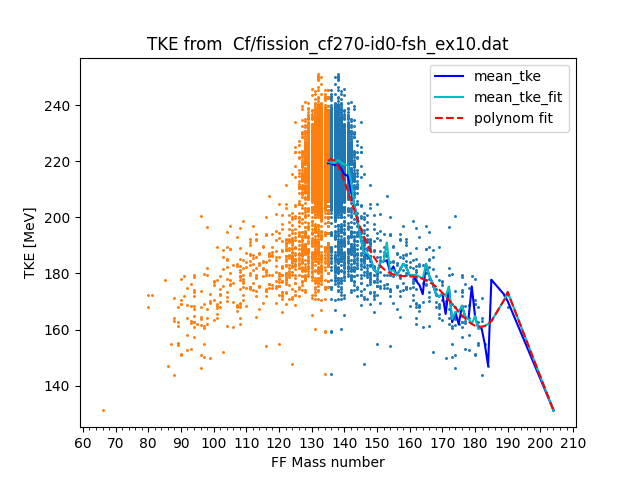 TKE from  Cf/fission_cf270-id0-fsh_ex10.dat
mean_tke
mean_tke_fit
polynom fit
TKE [MeV]
240
220
200
180
160
140
60 70 80 90 100 110 120 130 140 150 160 170 180 190 200 210
FF Mass number